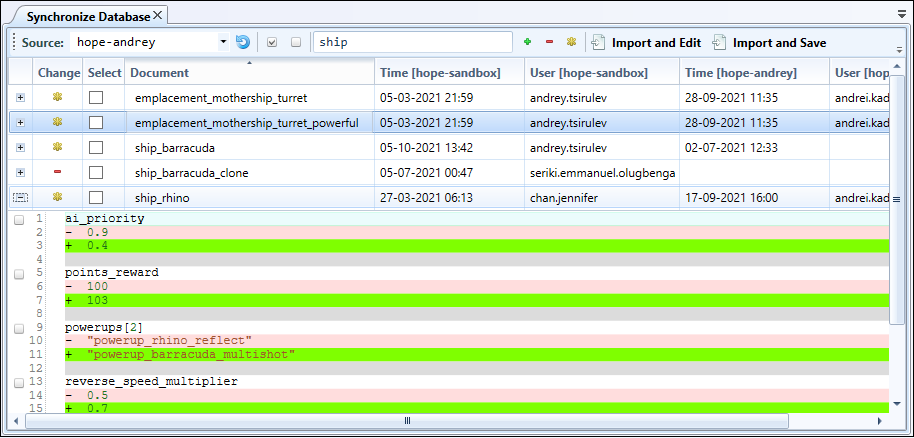 Synchronize Database
Source: hope-andrey ship Import and Edit Import and Save
Change Select Document Time [hope-sandbox] User [hope-sandbox] Time [hope-andrey] User [hop
emplacement_mothership_turret 05-03-2021 21:59 andrey.tsirulev 28-09-2021 11:35 andrei.kad
emplacement_mothership_turret_powerful 05-03-2021 21:59 andrey.tsirulev 28-09-2021 11:35 andrei.kad
ship_barracuda 05-10-2021 13:42 andrey.tsirulev 02-07-2021 12:33
ship_barracuda_clone 05-07-2021 00:47 seriki.emmanuel.olugbenga
ship_rhino 27-03-2021 06:13 chan.jennifer 17-09-2021 16:00 andrei.kad
1 ai_priority
2 - 0.9
3 + 0.4
4
5 points_reward
6 - 100
7 + 103
8
9 powerups[2]
10 - "powerup_rhino_reflect"
11 + "powerup_barracuda_multishot"
12
13 reverse_speed_multiplier
14 - 0.5
15 + 0.7